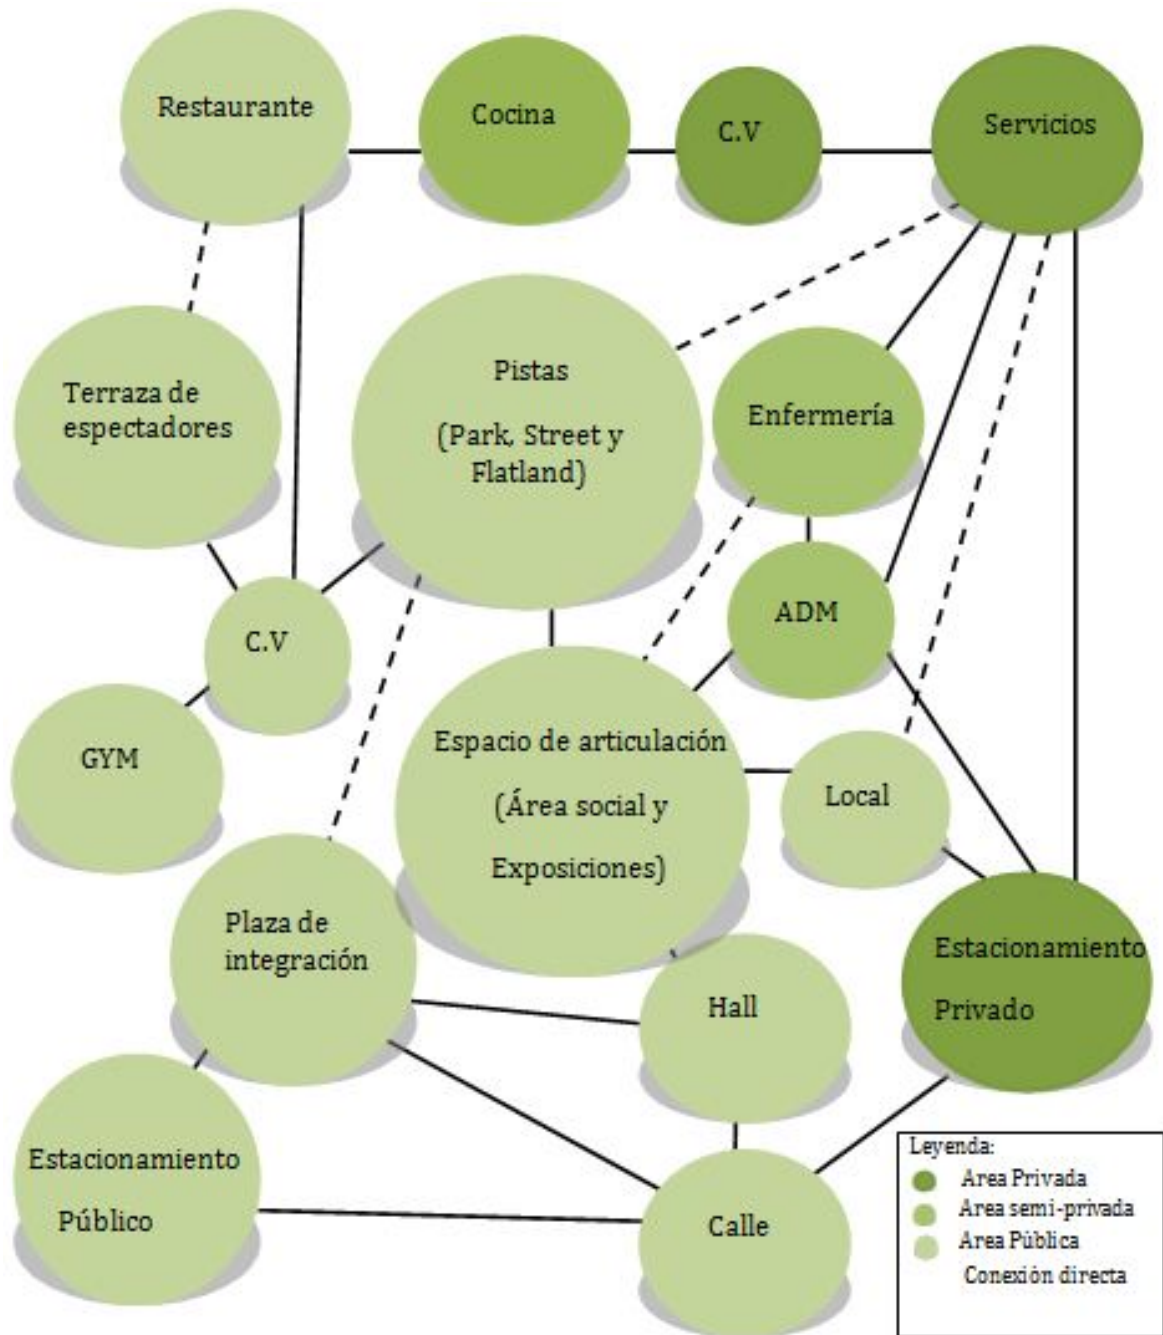 Restaurante
Cocina
C.V
Servicios
Terraza de
espectadores
Pistas
(Park, Street y
Flatland)
Enfermería
C.V
ADM
GYM
Espacio de articulación
(Área social y
Exposiciones)
Local
Plaza de
integración
Hall
Estacionamiento
Privado
Estacionamiento
Público
Calle
Leyenda:
Area Privada
Area semi-privada
Area Pública
Conexión directa